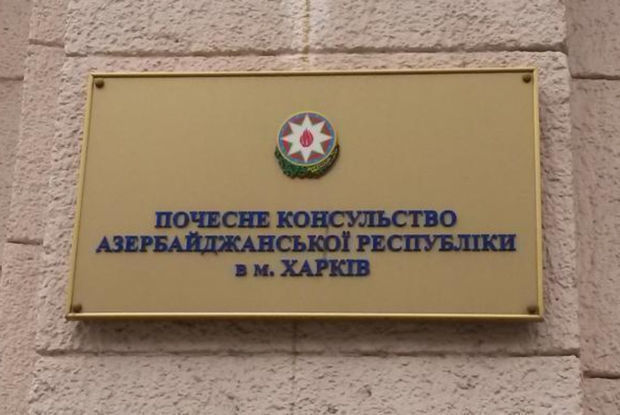 ПОЧЕСНЕ КОНСУЛЬСТВО
АЗЕРБАЙДЖАНСЬКОЇ РЕСПУБЛІКИ
в м. ХАРКІВ